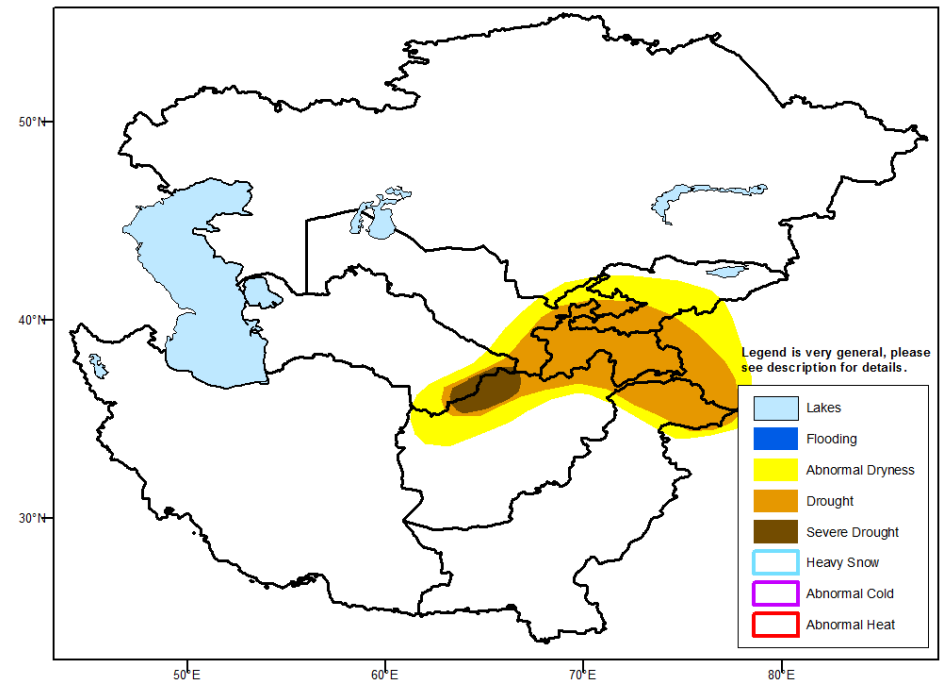 50°N
40°N
30°N
Legend is very general, please
see description for details.
Lakes
Flooding
Abnormal Dryness
Drought
Severe Drought
Heavy Snow
Abnormal Cold
Abnormal Heat
50°E 60°E 70°E 80°E